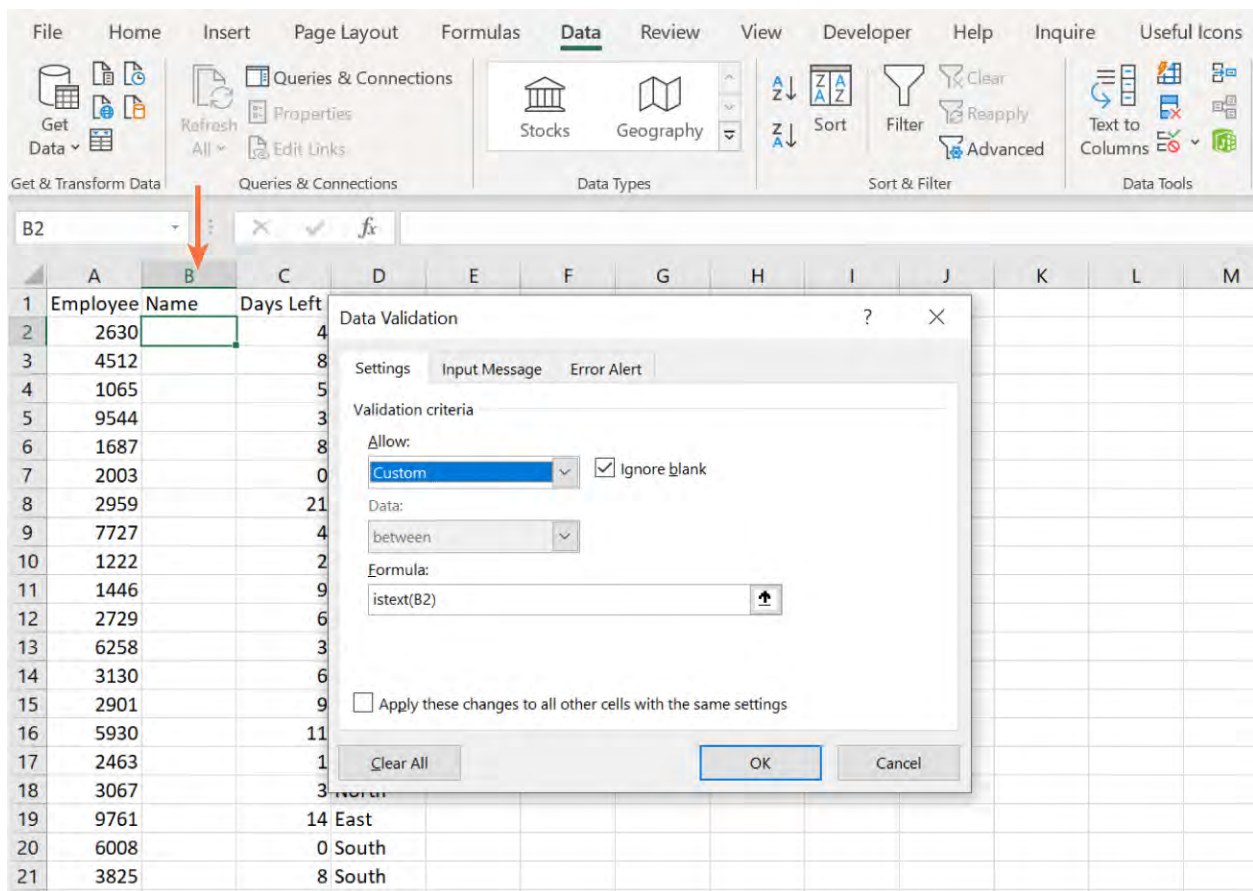 File Home Insert Page Layout Formulas Data Review View Developer Help Inquire Useful Icons
Get Data
Refresh All
Queries & Connections
Properties
Edit Links
Stocks
Geography
Sort
Filter
Clear
Reapply
Advanced
Text to Columns
Get & Transform Data Queries & Connections Data Types Sort & Filter Data Tools
B2 fx
A B C D E F G H I J K L M
1 Employee Name Days Left
2 2630 4
3 4512 8
4 1065 5
5 9544 3
6 1687 8
7 2003 0
8 2959 21
9 7727 4
10 1222 2
11 1446 9
12 2729 6
13 6258 3
14 3130 6
15 2901 9
16 5930 11
17 2463 1
18 3067 3 North
19 9761 14 East
20 6008 0 South
21 3825 8 South
Data Validation ?
Settings Input Message Error Alert
Validation criteria
Allow:
Custom Ignore blank
Data:
between
Formula:
istext(B2)
Apply these changes to all other cells with the same settings
Clear All OK Cancel